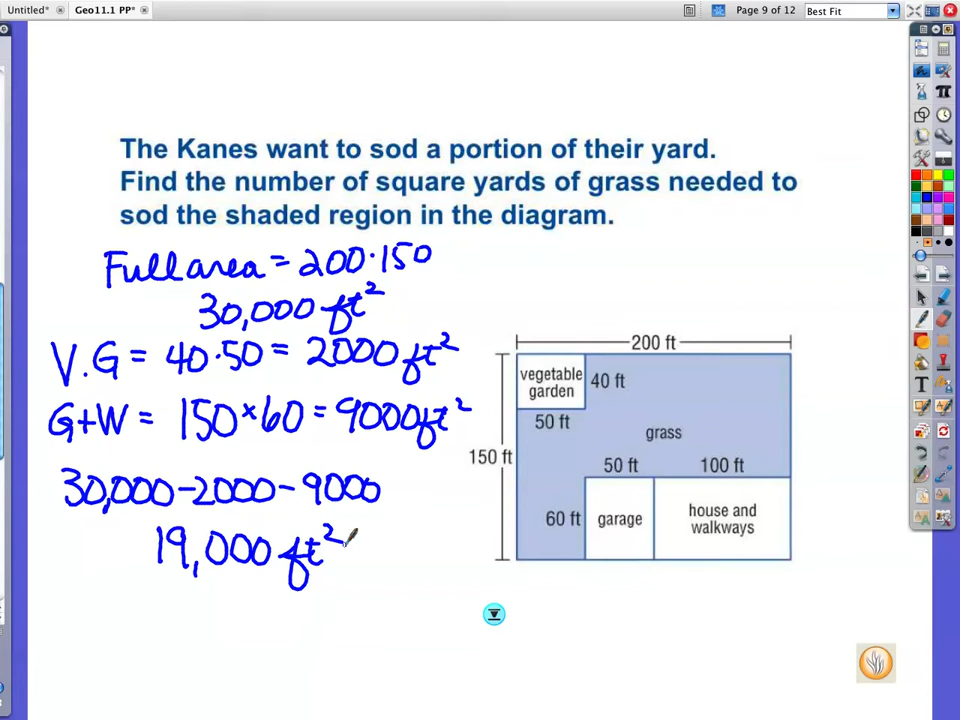 Untitled*
Geo11.1 PP*
Page 9 of 12
Best Fit
The Kanes want to sod a portion of their yard.
Find the number of square yards of grass needed to
sod the shaded region in the diagram.
Full area = 200·150
30,000 ft²
V.G = 40·50 = 2000 ft²
G+W = 150×60 = 9000ft²
30,000-2000-9000
19,000 ft²
200 ft
vegetable
garden
40 ft
50 ft
grass
150 ft
50 ft
100 ft
60 ft
garage
house and
walkways